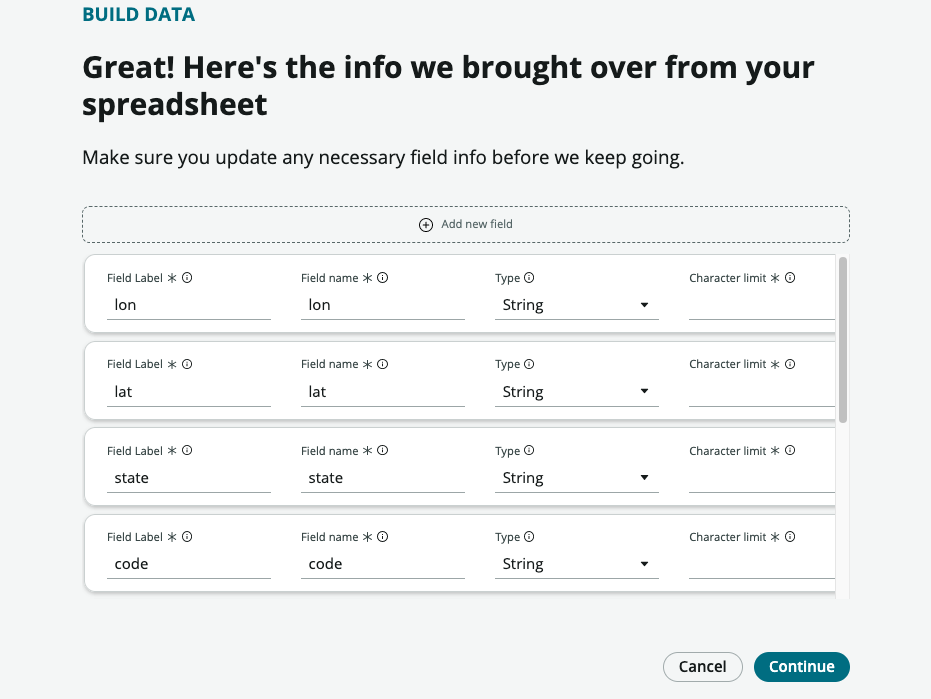 BUILD DATA
Great! Here's the info we brought over from your
spreadsheet
Make sure you update any necessary field info before we keep going.
Add new field
Field Label * Field name * Type Character limit *
lon lon String
Field Label * Field name * Type Character limit *
lat lat String
Field Label * Field name * Type Character limit *
state state String
Field Label * Field name * Type Character limit *
code code String
Cancel Continue